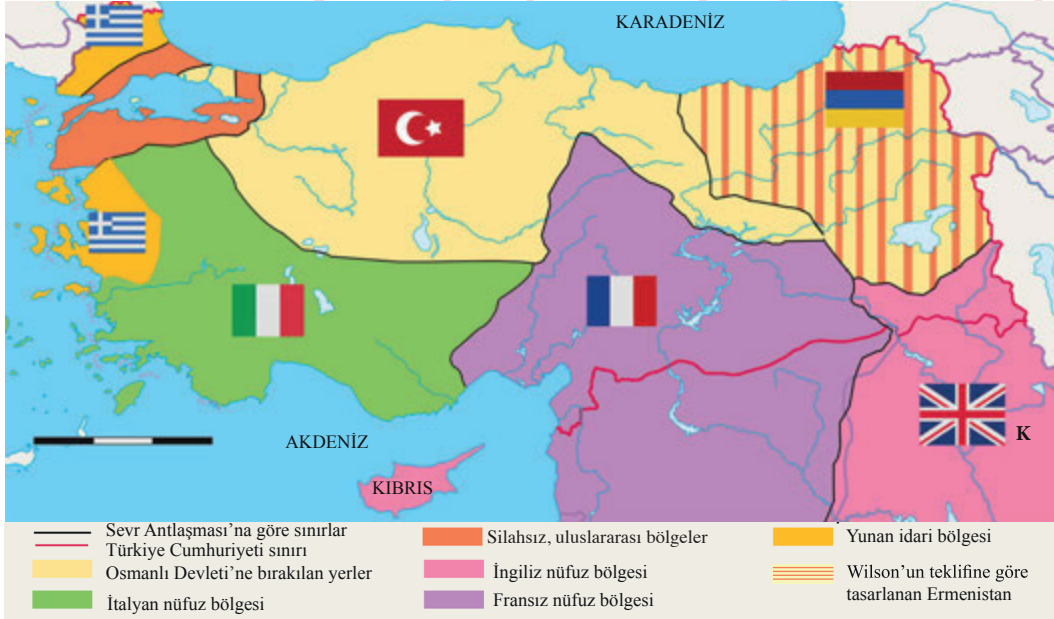 KARADENİZ
AKDENİZ
KIBRIS
K
Sevr Antlaşması’na göre sınırlar
Türkiye Cumhuriyeti sınırı
Osmanlı Devleti’ne bırakılan yerler
İtalyan nüfuz bölgesi
Silahsız, uluslararası bölgeler
İngiliz nüfuz bölgesi
Fransız nüfuz bölgesi
Yunan idari bölgesi
Wilson’un teklifine göre
tasarlanan Ermenistan